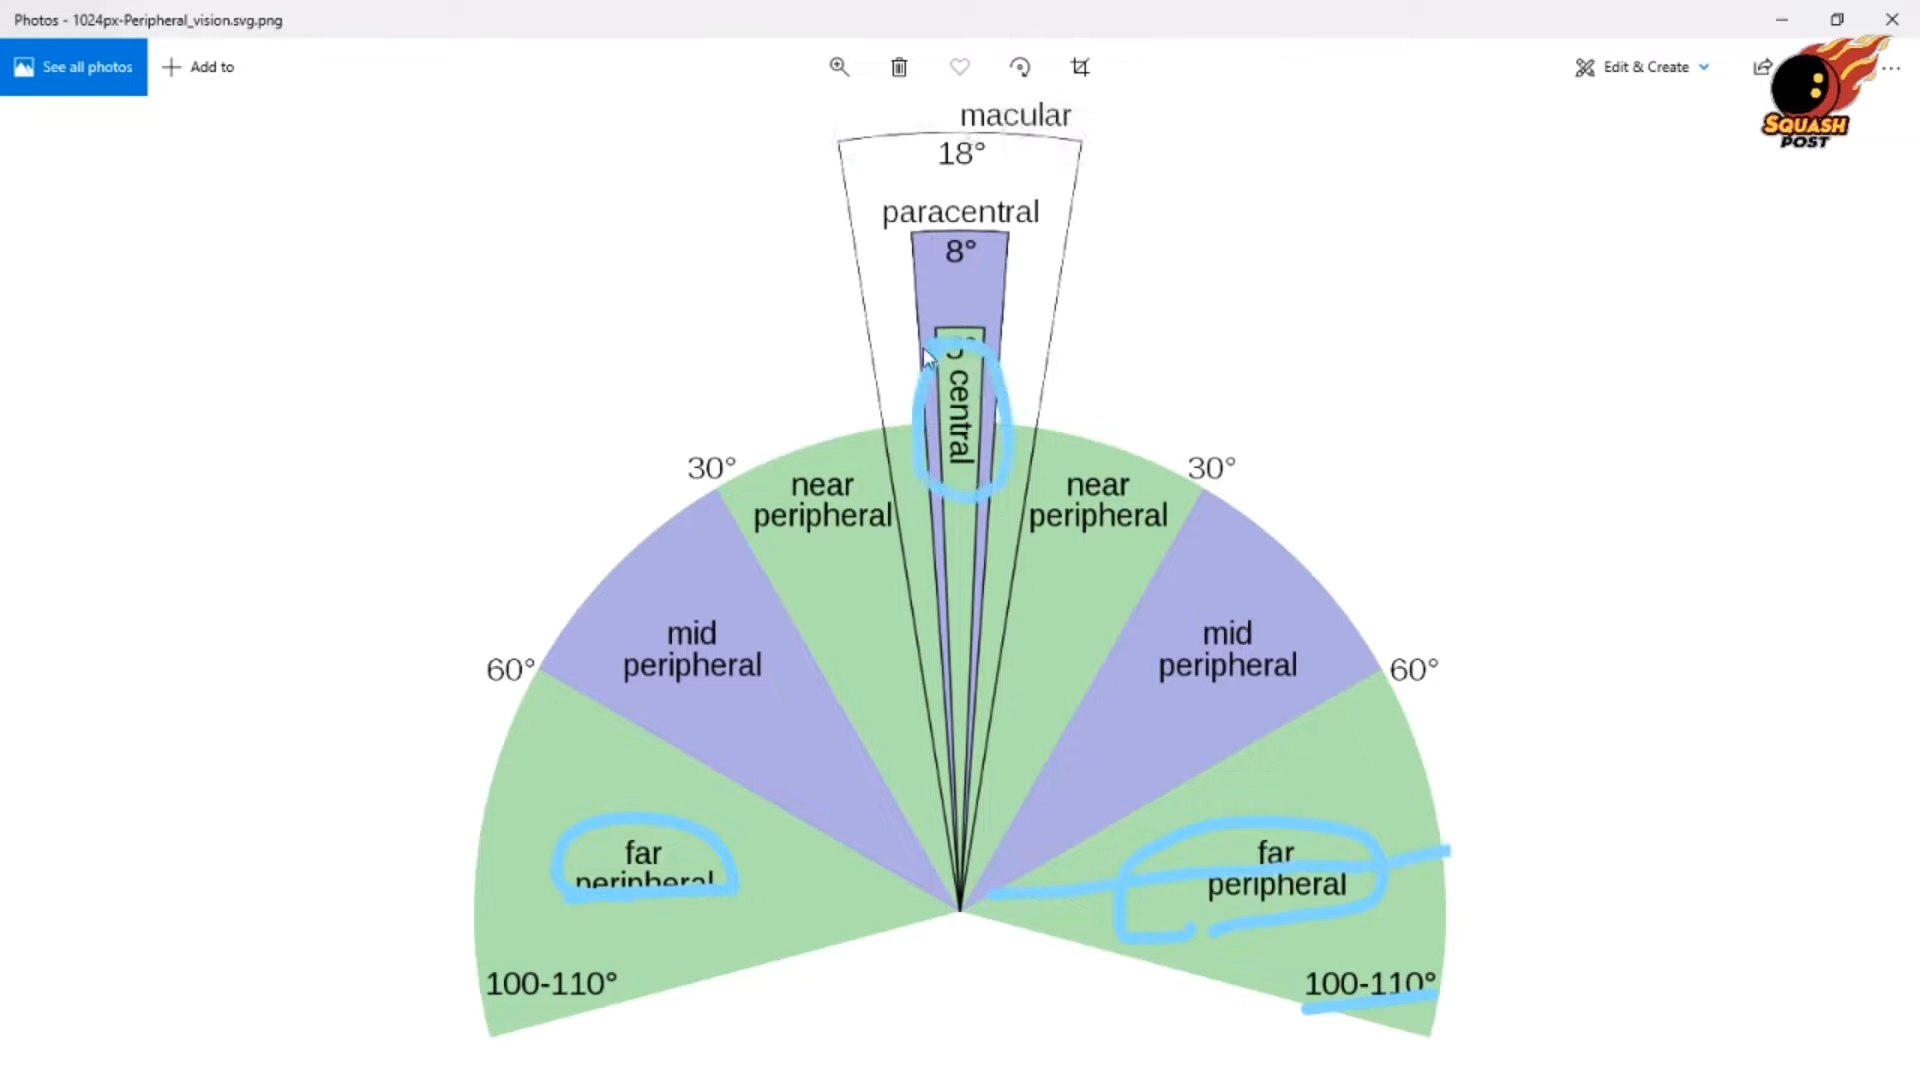 Photos - 1024px-Peripheral_vision.svg.png
See all photos
Add to
Edit & Create
SQUASH
POST
macular
18°
paracentral
8°
central
30°
30°
near
peripheral
near
peripheral
mid
peripheral
mid
peripheral
60°
60°
far
peripheral
far
peripheral
100-110°
100-110°